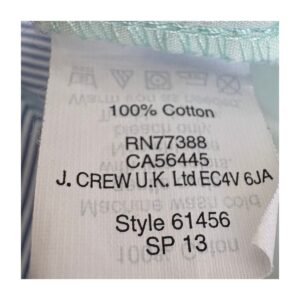 100% Cotton
RN77388
CA56445
J. CREW U.K. Ltd EC4V 6JA
Style 61456
SP 13